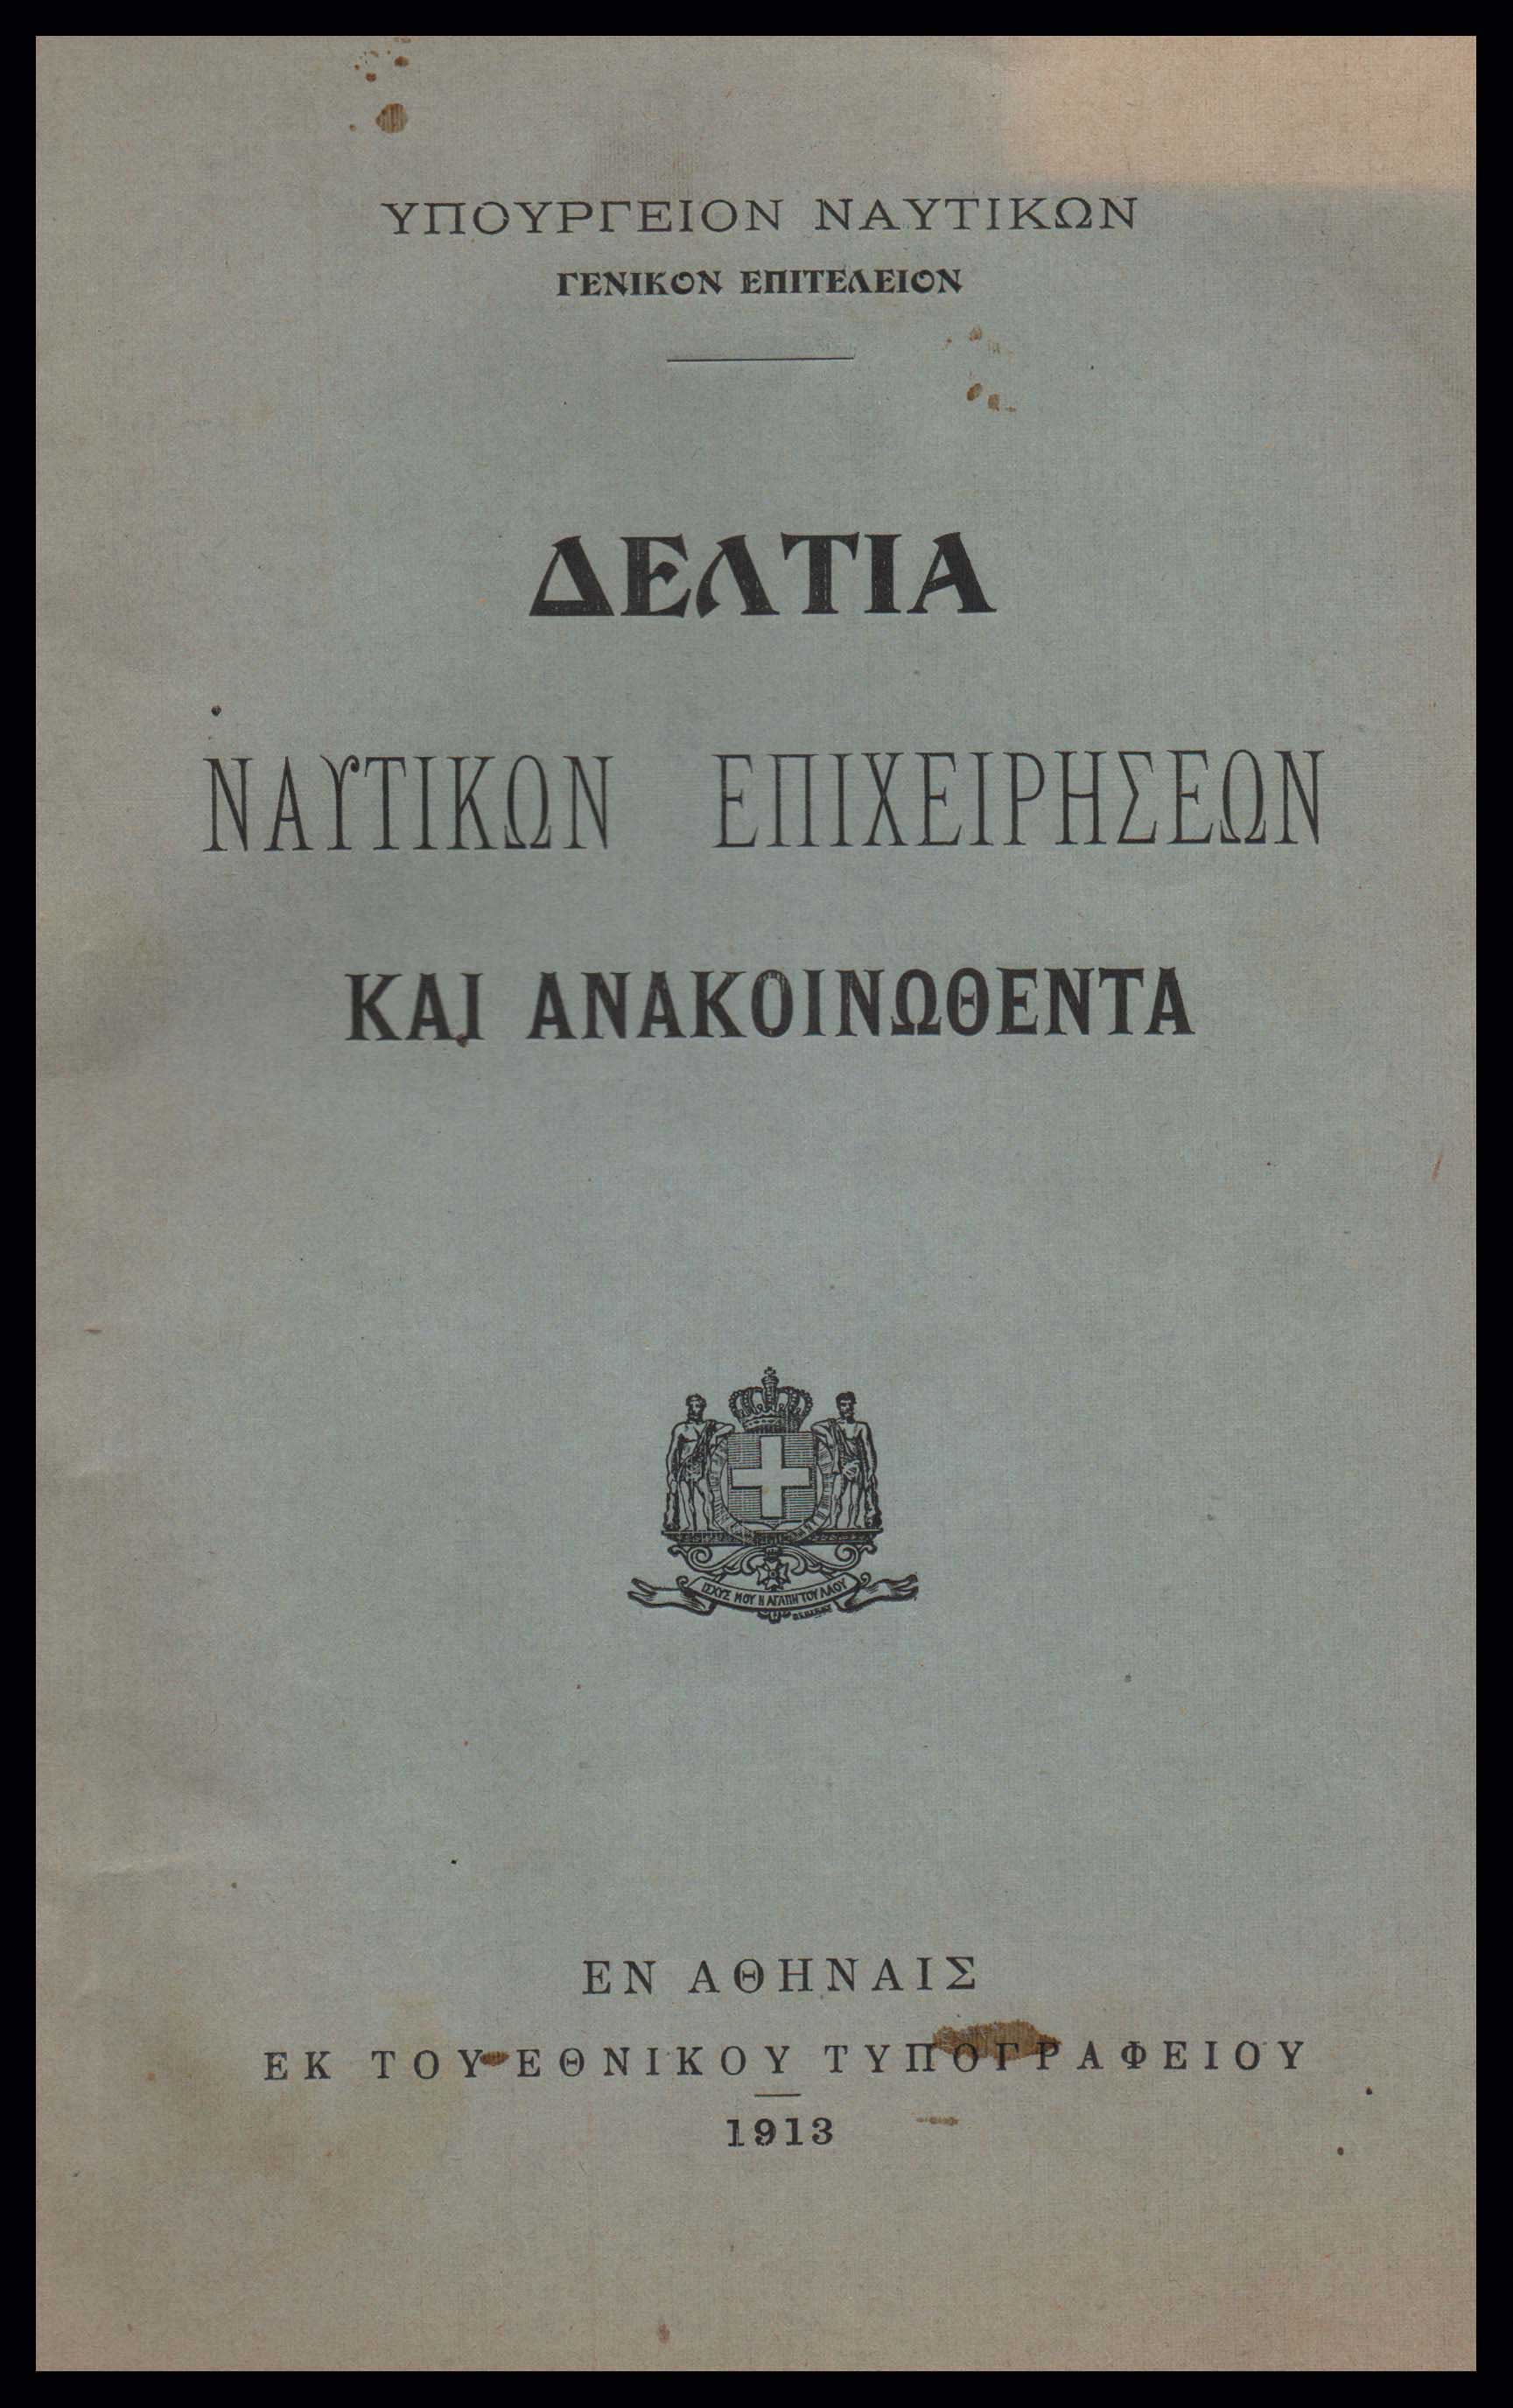 ΥΠΟΥΡΓΕΙΟΝ ΝΑΥΤΙΚΩΝ
ΓΕΝΙΚΟΝ ΕΠΙΤΕΛΕΙΟΝ
ΔΕΛΤΙΑ
ΝΑΥΤΙΚΩΝ ΕΠΙΧΕΙΡΗΣΕΩΝ
ΚΑΙ ΑΝΑΚΟΙΝΩΘΕΝΤΑ
ΙΣΧΥΣ ΜΟΥ Η ΑΓΑΠΗ ΤΟΥ ΛΑΟΥ
ΕΝ ΑΘΗΝΑΙΣ
ΕΚ ΤΟΥ ΕΘΝΙΚΟΥ ΤΥΠΟΓΡΑΦΕΙΟΥ
1913